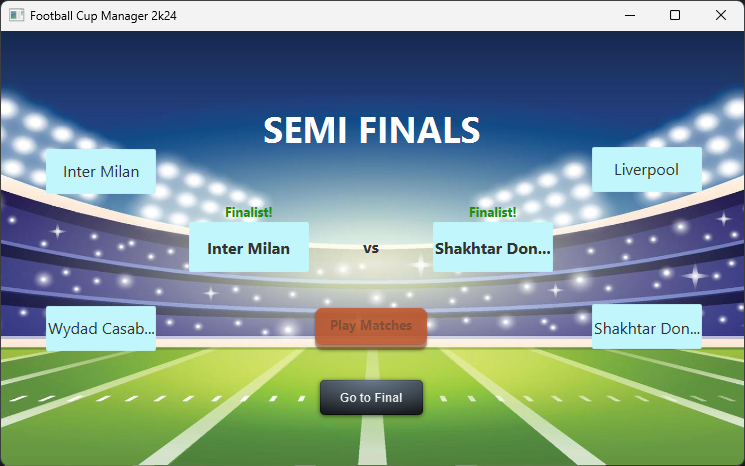 Football Cup Manager 2k24
SEMI FINALS
Inter Milan
Liverpool
Finalist!
Finalist!
Inter Milan
vs
Shakhtar Don...
Wydad Casab...
Play Matches
Shakhtar Don...
Go to Final